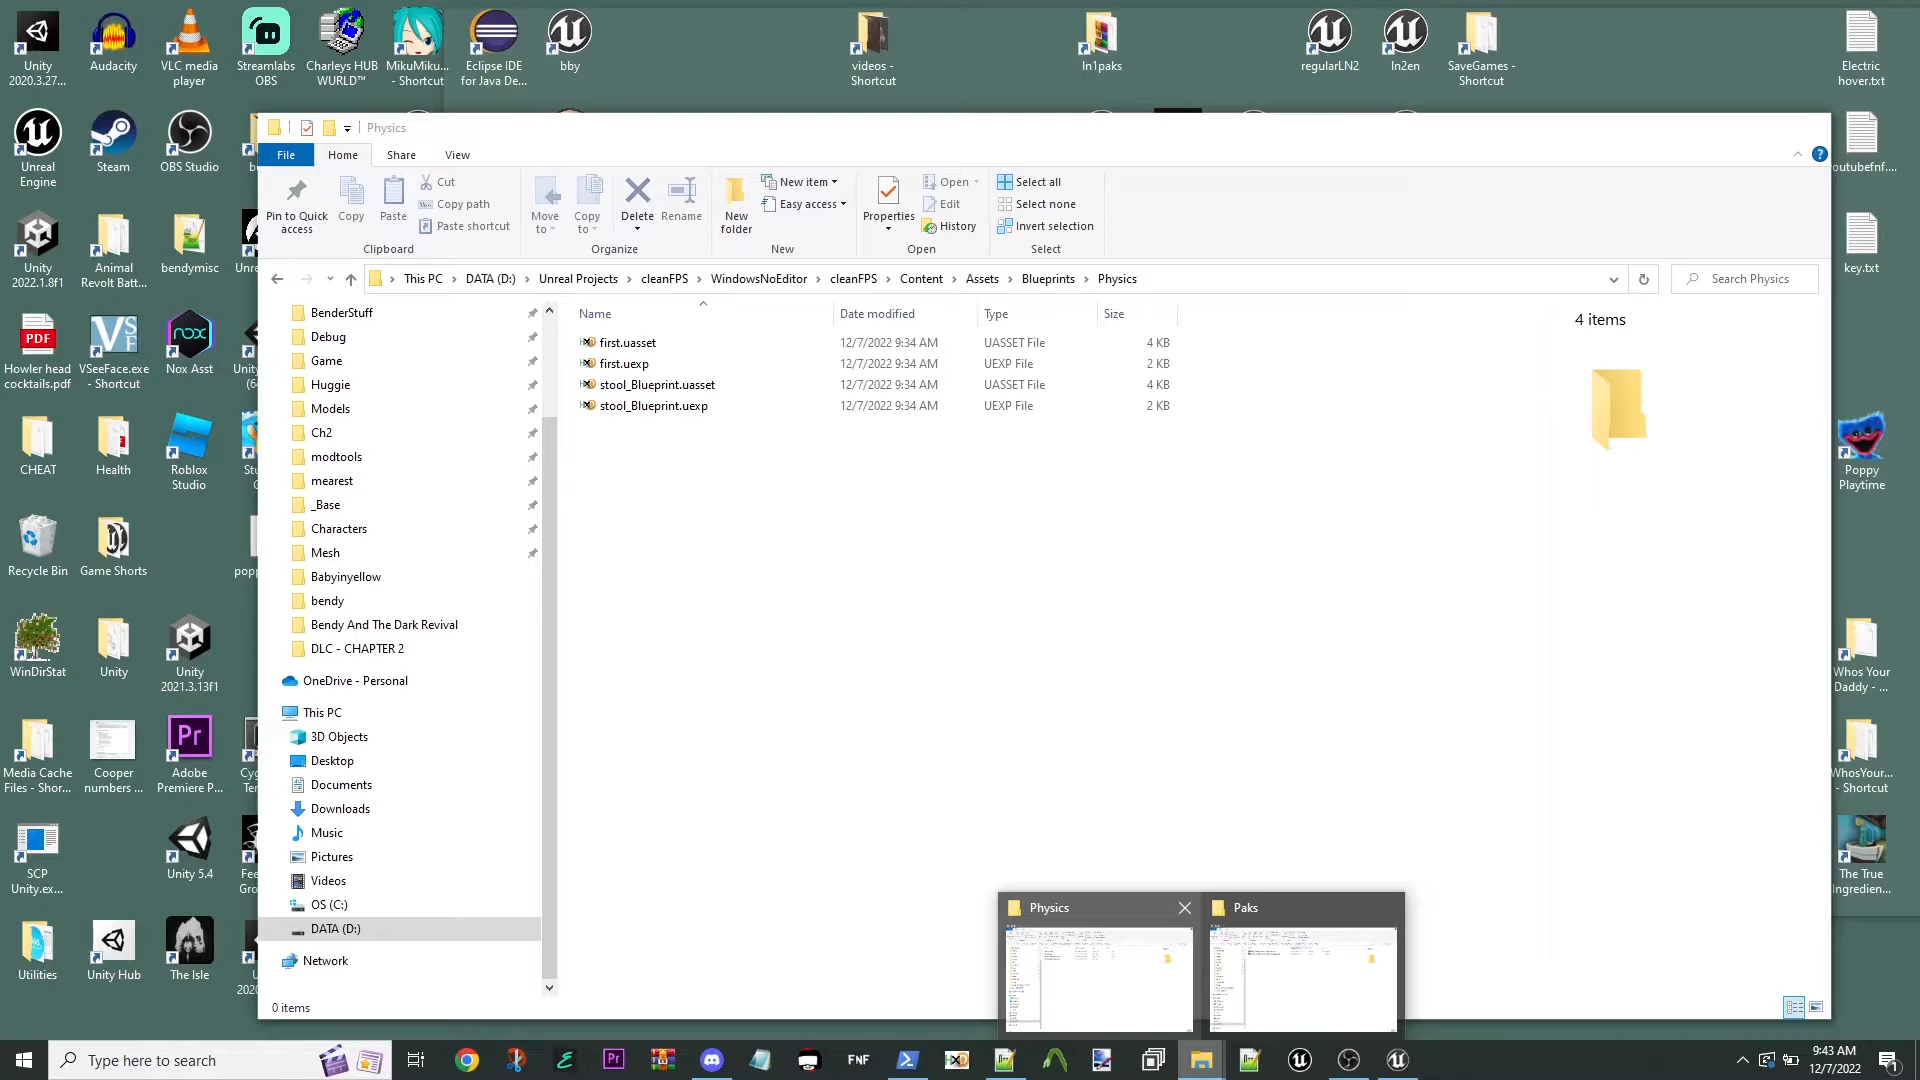 Unity
2020.3.27...
Audacity
VLC media
player
Streamlabs
OBS
Charleys HUB
WURLD™
MikuMiku...
- Shortcut
Eclipse IDE
for Java De...
bby
videos -
Shortcut
In1paks
regularLN2
In2en
SaveGames -
Shortcut
Electric
hover.txt
Physics
File
Home
Share
View
Pin to Quick
access
Copy
Paste
Cut
Copy path
Paste shortcut
Clipboard
Move
to
Copy
to
Delete
Rename
Organize
New
folder
New item
Easy access
New
Properties
Open
Edit
History
Open
Select all
Select none
Invert selection
Select
This PC
DATA (D:)
Unreal Projects
cleanFPS
WindowsNoEditor
cleanFPS
Content
Assets
Blueprints
Physics
Search Physics
Name
Date modified
Type
Size
first.uasset 12/7/2022 9:34 AM UASSET File 4 KB
first.uexp 12/7/2022 9:34 AM UEXP File 2 KB
stool_Blueprint.uasset 12/7/2022 9:34 AM UASSET File 4 KB
stool_Blueprint.uexp 12/7/2022 9:34 AM UEXP File 2 KB
4 items
BenderStuff
Debug
Game
Huggie
Models
Ch2
modtools
mearest
_Base
Characters
Mesh
Babyinyellow
bendy
Bendy And The Dark Revival
DLC - CHAPTER 2
OneDrive - Personal
This PC
3D Objects
Desktop
Documents
Downloads
Music
Pictures
Videos
OS (C:)
DATA (D:)
Network
0 items
Unreal
Engine
Steam
OBS Studio
Unity
2022.1.8f1
Animal
Revolt Batt...
bendymisc
Howler head
cocktails.pdf
VSeeFace.exe
- Shortcut
Nox Asst
CHEAT
Health
Roblox
Studio
Recycle Bin
Game Shorts
WinDirStat
Unity
Unity
2021.3.13f1
Media Cache
Files - Shor...
Cooper
numbers ...
Adobe
Premiere P...
SCP
Unity.ex...
Unity 5.4
Utilities
Unity Hub
The Isle
outubefnf....
key.txt
Poppy
Playtime
Whos Your
Daddy - ...
WhosYour...
- Shortcut
The True
Ingredien...
Physics
Paks
Type here to search
FNF
9:43 AM
12/7/2022